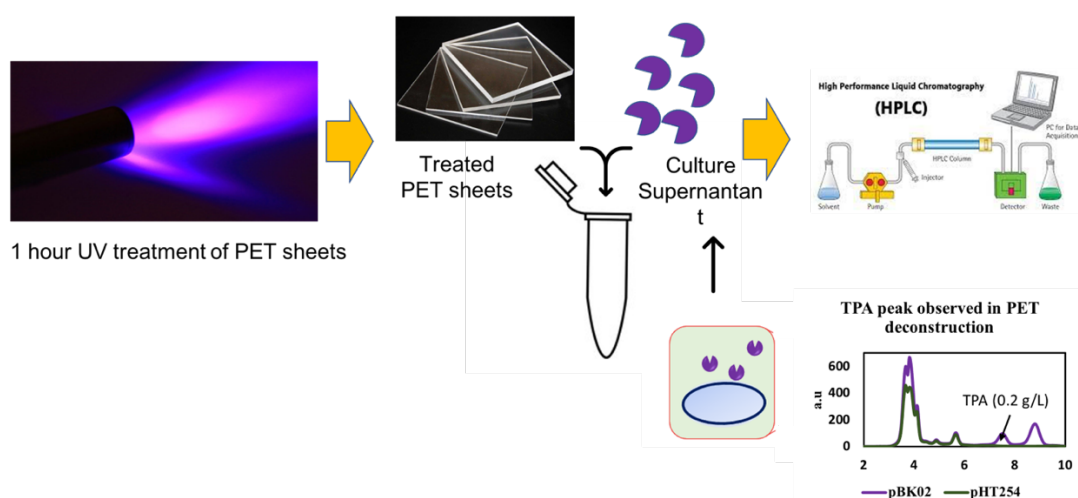 1 hour UV treatment of PET sheets
Treated
PET sheets
Culture
Supernantan
t
High Performance Liquid Chromatography
(HPLC)
PC for Data
Acquisition
HPLC Column
Injector
Solvent
Pump
Detector
Waste
TPA peak observed in PET
deconstruction
600
400
200
0
a.u
TPA (0.2 g/L)
2 4 6 8 10
pBK02 pHT254